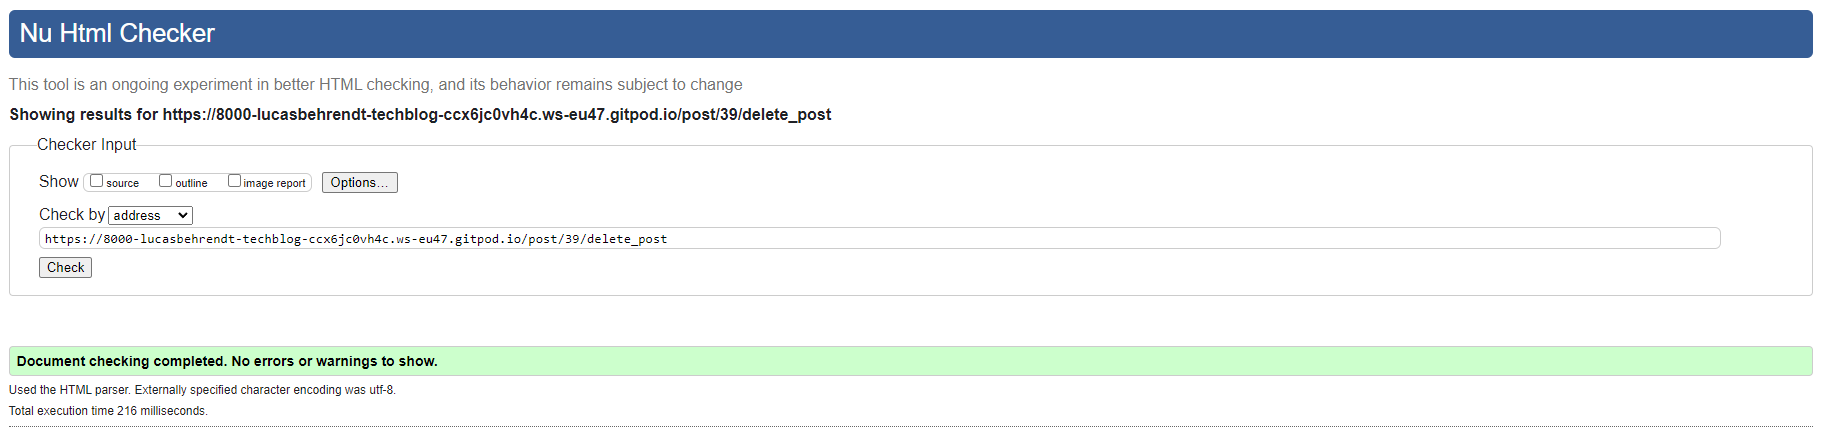 Nu Html Checker
This tool is an ongoing experiment in better HTML checking, and its behavior remains subject to change
Showing results for https://8000-lucasbehrendt-techblog-ccx6jc0vh4c.ws-eu47.gitpod.io/post/39/delete_post
Checker Input
Show source outline image report Options...
Check by address
https://8000-lucasbehrendt-techblog-ccx6jc0vh4c.ws-eu47.gitpod.io/post/39/delete_post
Check
Document checking completed. No errors or warnings to show.
Used the HTML parser. Externally specified character encoding was utf-8.
Total execution time 216 milliseconds.